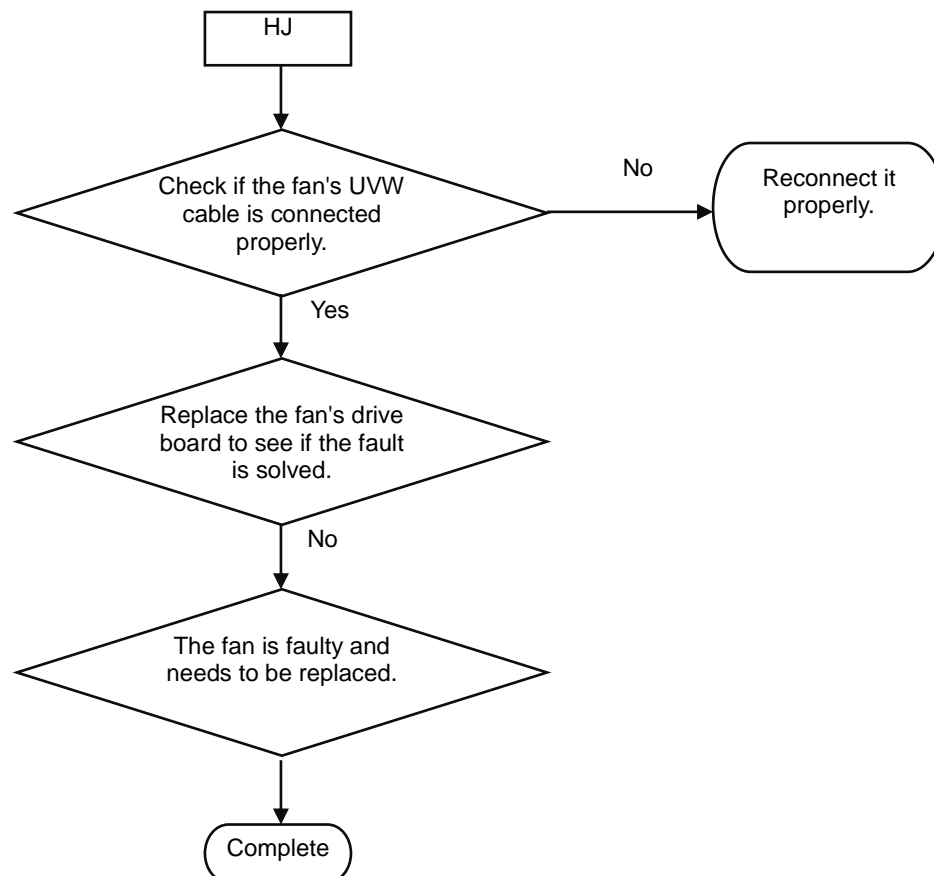 HJ
Check if the fan's UVW
cable is connected
properly.
No
Reconnect it
properly.
Yes
Replace the fan's drive
board to see if the fault
is solved.
No
The fan is faulty and
needs to be replaced.
Complete